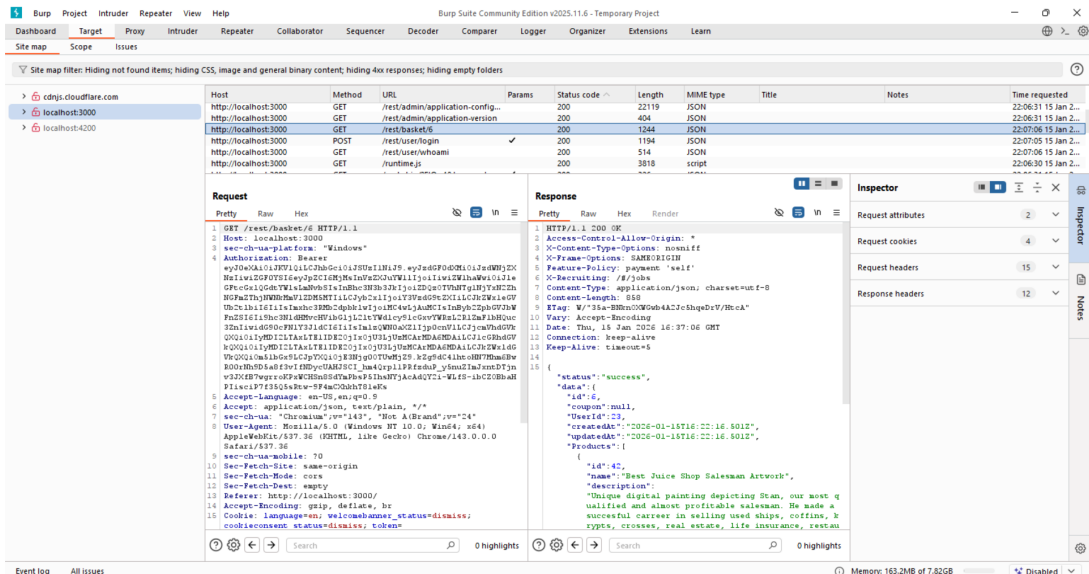 Burp Project Intruder Repeater View Help
Burp Suite Community Edition v2025.11.6 - Temporary Project
Dashboard Target Proxy Intruder Repeater Collaborator Sequencer Decoder Comparer Logger Organizer Extensions Learn
Site map Scope Issues
Site map filter: Hiding not found items; hiding CSS, image and general binary content; hiding 4xx responses; hiding empty folders
cdnjs.cloudflare.com
localhost:3000
localhost:4200
Host Method URL Params Status code Length MIME type Title Notes Time requested
http://localhost:3000 GET /rest/admin/application-config... 200 22119 JSON 22:06:31 15 Jan 2...
http://localhost:3000 GET /rest/admin/application-version 200 404 JSON 22:06:31 15 Jan 2...
http://localhost:3000 GET /rest/basket/6 200 1244 JSON 22:07:06 15 Jan 2...
http://localhost:3000 POST /rest/user/login 200 1194 JSON 22:07:05 15 Jan 2...
http://localhost:3000 GET /rest/user/whoami 200 514 JSON 22:07:06 15 Jan 2...
http://localhost:3000 GET /runtime.js 200 3818 script 22:06:30 15 Jan 2...
Request
Pretty Raw Hex
\n
1 GET /rest/basket/6 HTTP/1.1
2 Host: localhost:3000
3 sec-ch-ua-platform: "Windows"
4 Authorization: Bearer
5 Accept-Language: en-US,en;q=0.9
6 Accept: application/json, text/plain, */*
7 sec-ch-ua: "Chromium";v="143", "Not A(Brand";v="24"
8 User-Agent: Mozilla/5.0 (Windows NT 10.0; Win64; x64)
AppleWebKit/537.36 (KHTML, like Gecko) Chrome/143.0.0.0
Safari/537.36
9 sec-ch-ua-mobile: ?0
10 Sec-Fetch-Site: same-origin
11 Sec-Fetch-Mode: cors
12 Sec-Fetch-Dest: empty
13 Referer: http://localhost:3000/
14 Accept-Encoding: gzip, deflate, br
15 Cookie: language=en; welcomebanner_status=dismiss;
cookieconsent_status=dismiss; token=
Search
0 highlights
Response
Pretty Raw Hex Render
\n
1 HTTP/1.1 200 OK
2 Access-Control-Allow-Origin: *
3 X-Content-Type-Options: nosniff
4 X-Frame-Options: SAMEORIGIN
5 Feature-Policy: payment 'self'
6 X-Recruiting: /#/jobs
7 Content-Type: application/json; charset=utf-8
8 Content-Length: 858
9 ETag:
10 Vary: Accept-Encoding
11 Date: Thu, 15 Jan 2026 16:37:06 GMT
12 Connection: keep-alive
13 Keep-Alive: timeout=5
14
15 {
"status":"success",
"data":{
"id":6,
"coupon":null,
"UserId":23,
"createdAt":"2026-01-15T16:22:16.501Z",
"updatedAt":"2026-01-15T16:22:16.501Z",
"Products":[
{
"id":42,
"name":"Best Juice Shop Salesman Artwork",
"description":
"Unique digital painting depicting Stan, our most q
ualified and almost profitable salesman. He made a
succesful carreer in selling used ships, coffins, k
rypts, crosses, real estate, life insurance, restau
Search
0 highlights
Inspector
Request attributes 2
Request cookies 4
Request headers 15
Response headers 12
Inspector
Notes
Event log All issues
Memory: 163.2MB of 7.82GB
Disabled